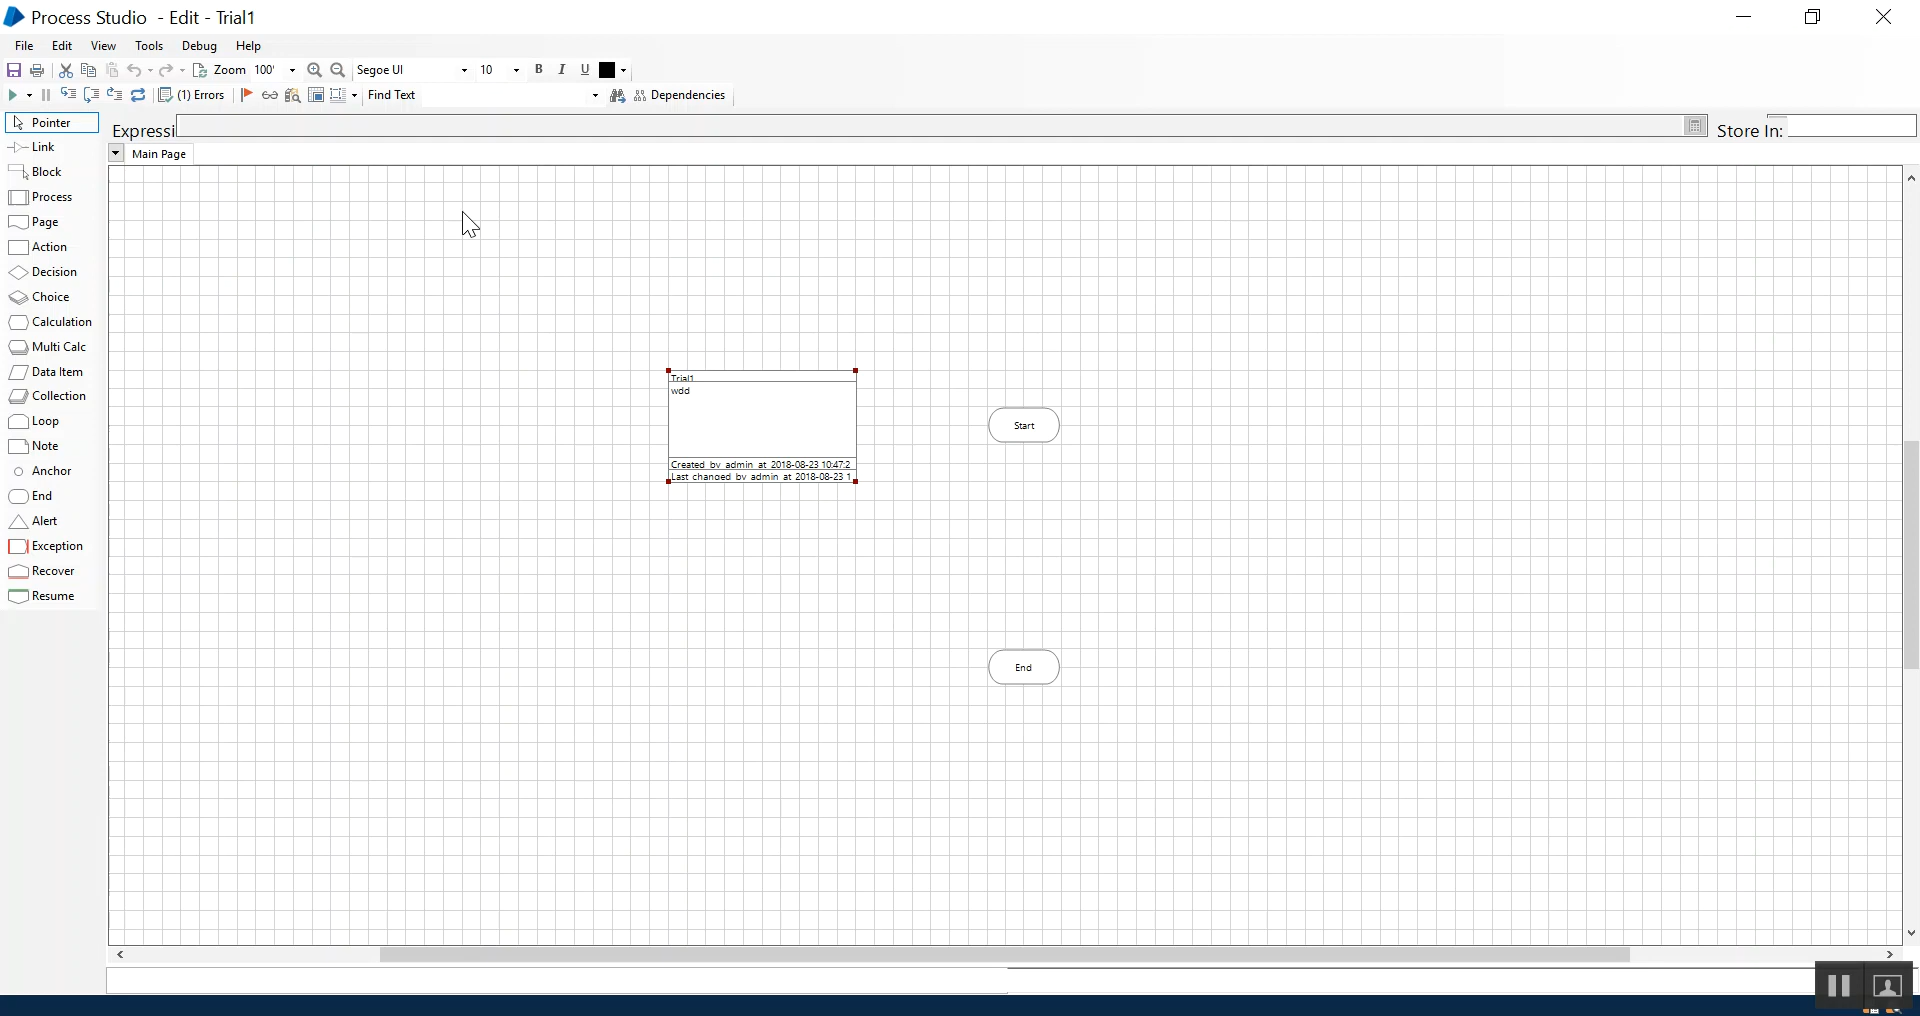 Process Studio - Edit - Trial1
File Edit View Tools Debug Help
Zoom 100' Segoe UI 10 B I U
(1) Errors Find Text Dependencies
Pointer
Expressi Store In:
Link
Main Page
Block
Process
Page
Action
Decision
Choice
Calculation
Multi Calc
Data Item
Collection
Loop
Note
Anchor
End
Alert
Exception
Recover
Resume
Trial1
wdd
Created by admin at 2018-08-23 10:47:2
Last changed by admin at 2018-08-23 1
Start
End